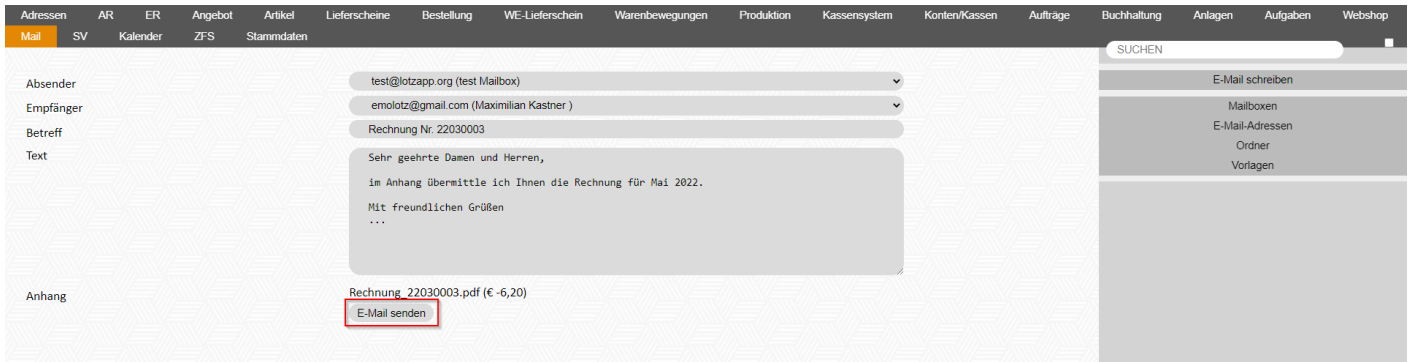 Adressen AR ER Angebot Artikel Lieferscheine Bestellung WE-Lieferschein Warenbewegungen Produktion Kassensystem Konten/Kassen Aufträge Buchhaltung Anlagen Aufgaben Webshop
Mail SV Kalender ZFS Stammdaten
SUCHEN
Absender test@lotzapp.org (test Mailbox)
Empfänger emolotz@gmail.com (Maximilian Kastner )
Betreff Rechnung Nr. 22030003
Text Sehr geehrte Damen und Herren,
im Anhang übermittle ich Ihnen die Rechnung für Mai 2022.
Mit freundlichen Grüßen
...
Anhang Rechnung_22030003.pdf (€ -6,20)
E-Mail senden
E-Mail schreiben
Mailboxen
E-Mail-Adressen
Ordner
Vorlagen